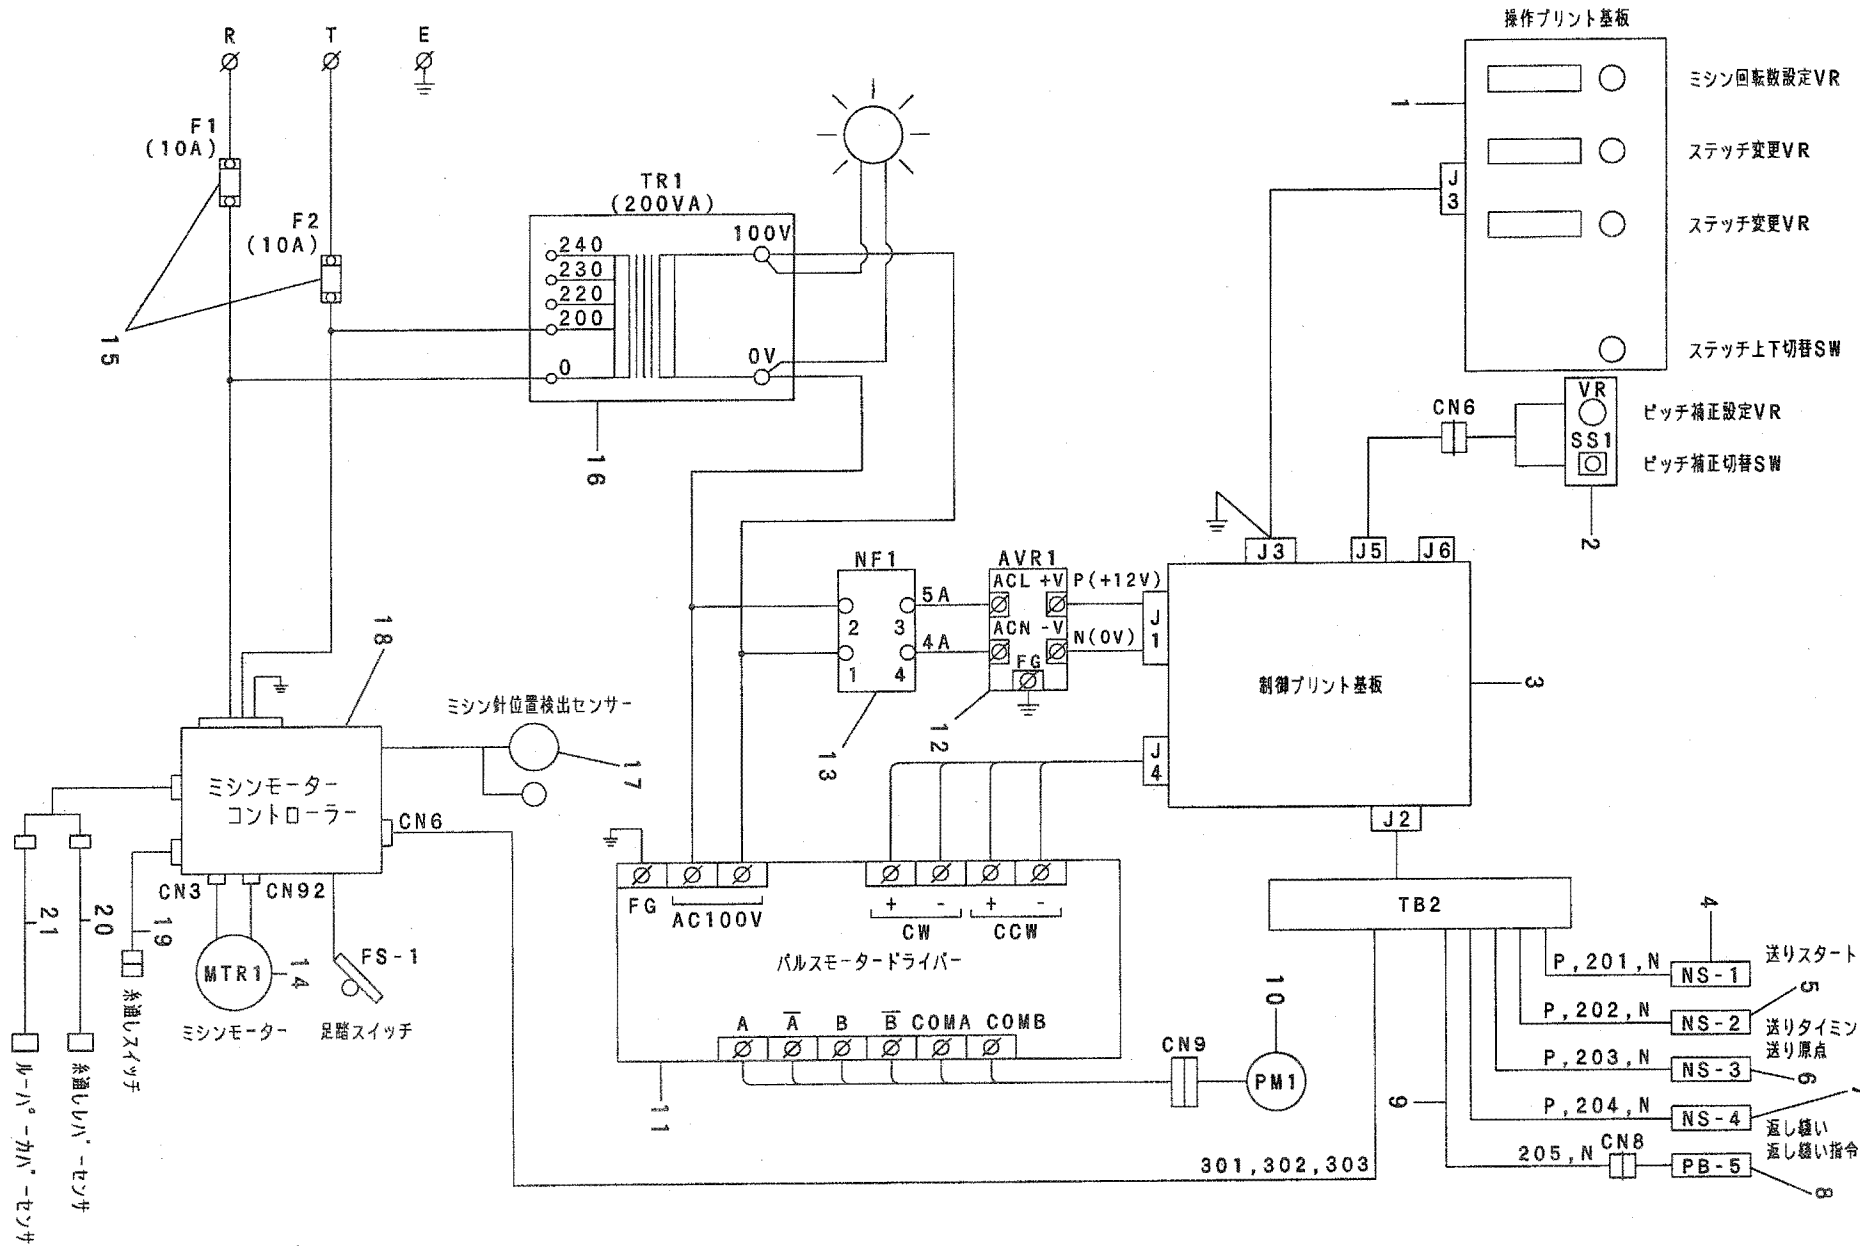 操作プリント基板
R
T
E
ミシン回転数設定VR
1
F1
(10A)
ステッチ変更VR
J
3
TR1
(200VA)
F2
(10A)
100V
240
230
220
200
0
0V
ステッチ変更VR
15
16
ステッチ上下切替SW
CN6
VR
SS1
ピッチ補正設定VR
ピッチ補正切替SW
2
J3
J5
J6
NF1
AVR1
ACL +V
P(+12V)
5A
2
3
ACN -V
N(0V)
4A
FG
1
4
J
1
制御プリント基板
3
18
13
12
ミシン針位置検出センサー
17
J
4
ミシンモーター
コントローラー
CN6
J2
TB2
CN3
CN92
FG
AC100V
+
-
+
-
CW
CCW
パルスモータードライバー
21
20
19
MTR1
14
FS-1
ミシンモーター
足踏スイッチ
糸通しスイッチ
糸通しレバーセンサ
ルーパーカバーセンサ
A
A̅
B
B̅
COMA
COMB
11
CN9
10
PM1
4
P,201,N
NS-1
送りスタート
5
P,202,N
NS-2
送りタイミン
送り原点
P,203,N
NS-3
6
9
P,204,N
NS-4
返し縫い
返し縫い指令
205,N
CN8
PB-5
8
301,302,303